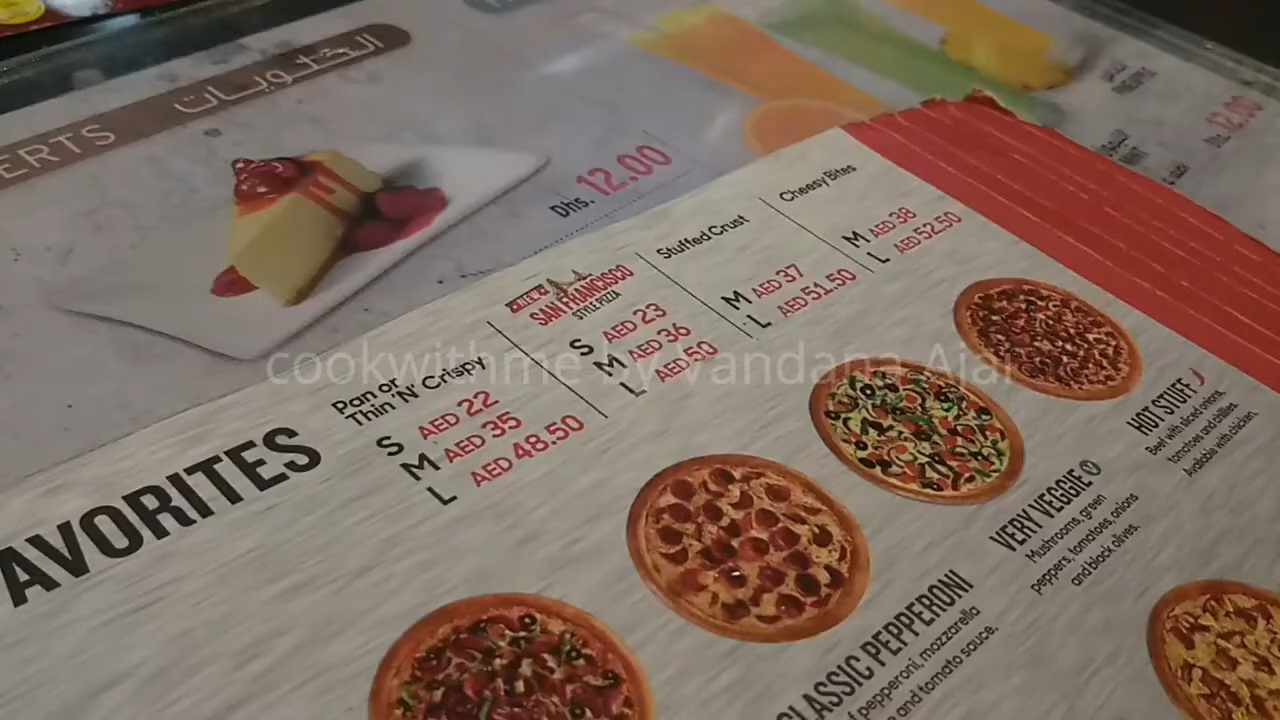 ERTS الحلويات
Dhs. 12.00
Dhs. 12.00
AVORITES
Pan or
Thin 'N' Crispy
S AED 22
M AED 35
L AED 48.50
NEW
SAN FRANCISCO
STYLE PIZZA
S AED 23
M AED 36
L AED 50
Stuffed Crust
M AED 37
L AED 51.50
Cheesy Bites
M AED 38
L AED 52.50
cookwithme by Vandana Ajai
HOT STUFF
Beef with sliced onions,
tomatoes and chillies.
Available with chicken.
VERY VEGGIE
Mushrooms, green
peppers, tomatoes, onions
and black olives.
CLASSIC PEPPERONI
f pepperoni, mozzarella
e and tomato sauce.